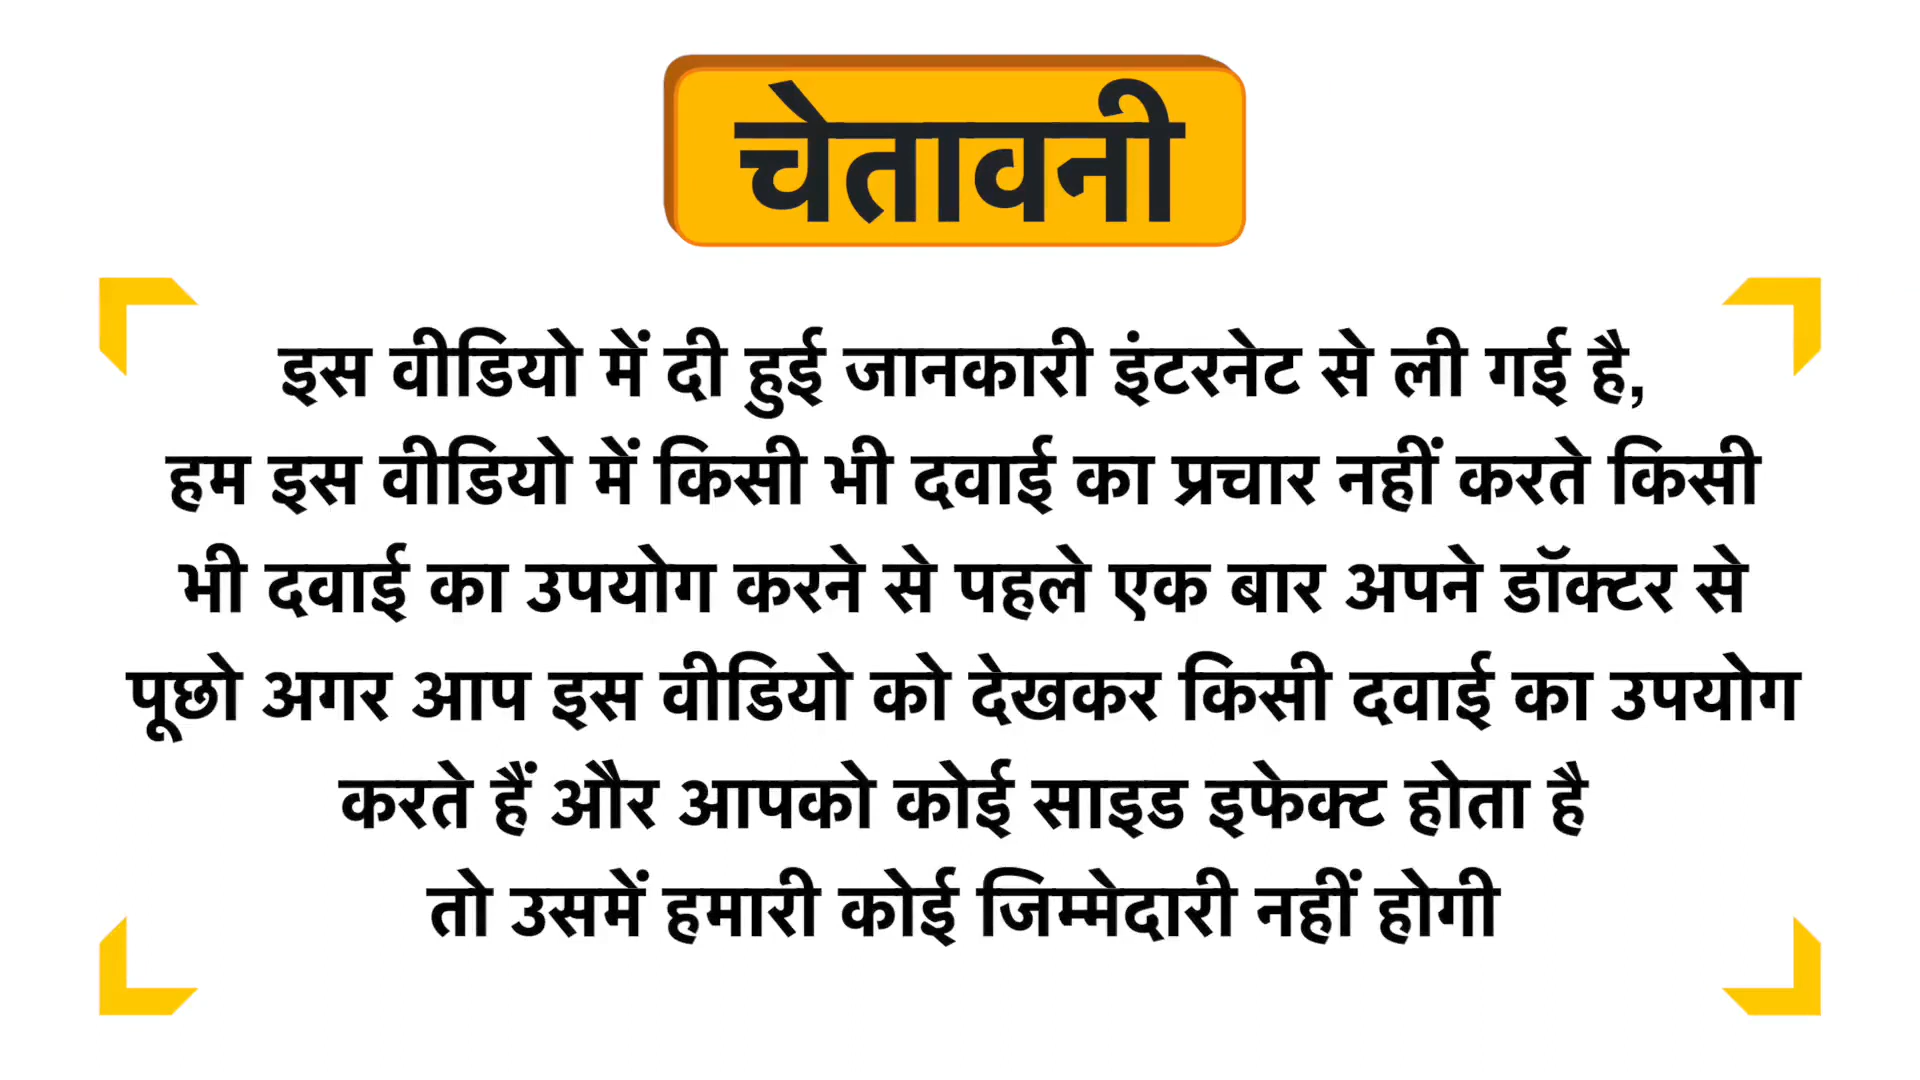 चेतावनी
इस वीडियो में दी हुई जानकारी इंटरनेट से ली गई है,
हम इस वीडियो में किसी भी दवाई का प्रचार नहीं करते किसी
भी दवाई का उपयोग करने से पहले एक बार अपने डॉक्टर से
पूछो अगर आप इस वीडियो को देखकर किसी दवाई का उपयोग
करते हैं और आपको कोई साइड इफेक्ट होता है
तो उसमें हमारी कोई जिम्मेदारी नहीं होगी